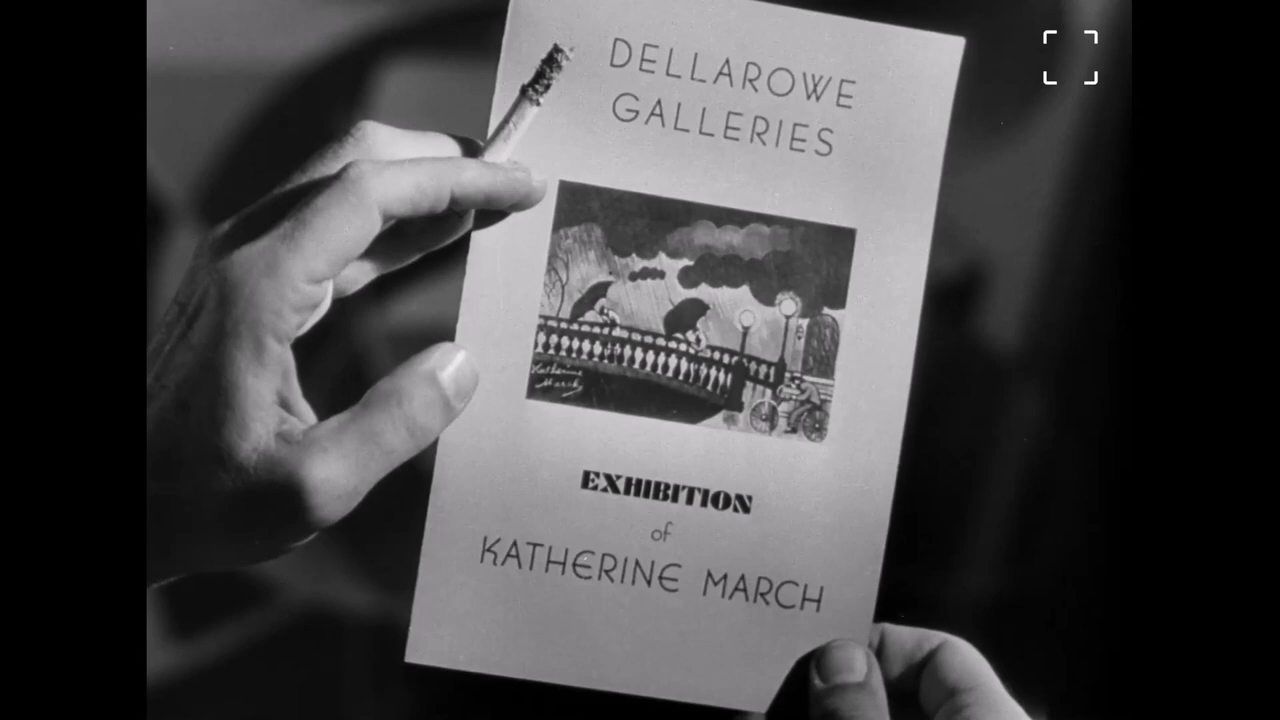 DELLAROWE
GALLERIES
Katherine
March
EXHIBITION
of
KATHERINE MARCH